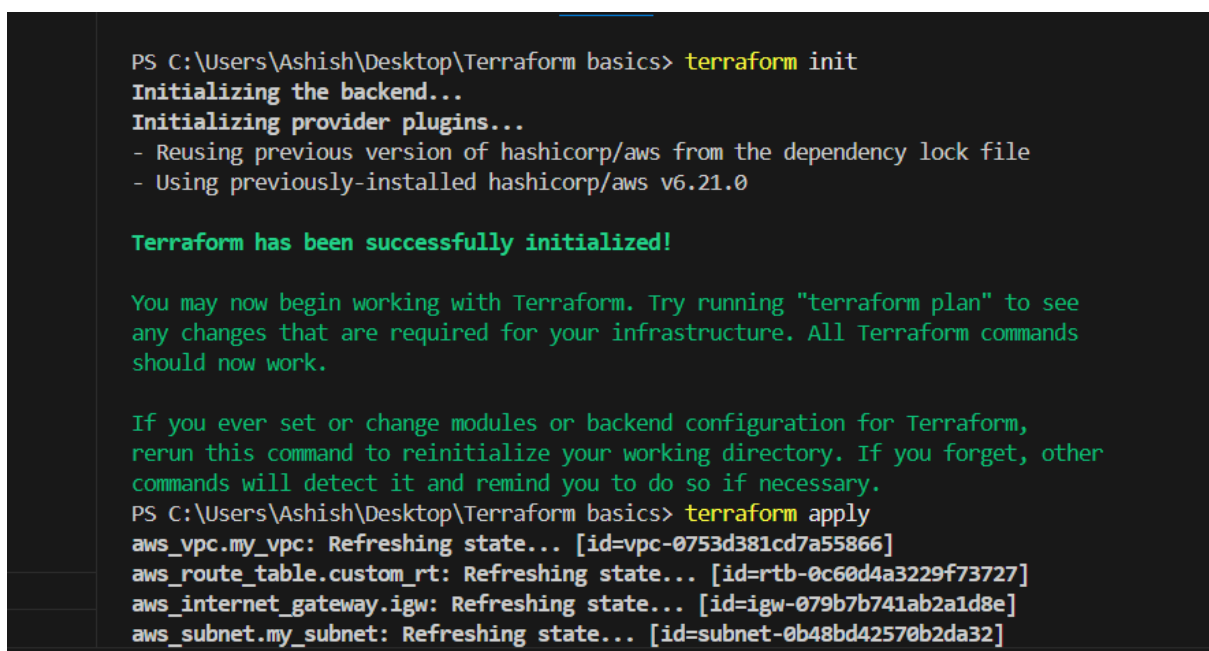 PS C:\Users\Ashish\Desktop\Terraform basics> terraform init
Initializing the backend...
Initializing provider plugins...
- Reusing previous version of hashicorp/aws from the dependency lock file
- Using previously-installed hashicorp/aws v6.21.0
Terraform has been successfully initialized!
You may now begin working with Terraform. Try running "terraform plan" to see
any changes that are required for your infrastructure. All Terraform commands
should now work.
If you ever set or change modules or backend configuration for Terraform,
rerun this command to reinitialize your working directory. If you forget, other
commands will detect it and remind you to do so if necessary.
PS C:\Users\Ashish\Desktop\Terraform basics> terraform apply
aws_vpc.my_vpc: Refreshing state... [id=vpc-0753d381cd7a55866]
aws_route_table.custom_rt: Refreshing state... [id=rtb-0c60d4a3229f73727]
aws_internet_gateway.igw: Refreshing state... [id=igw-079b7b741ab2a1d8e]
aws_subnet.my_subnet: Refreshing state... [id=subnet-0b48bd42570b2da32]